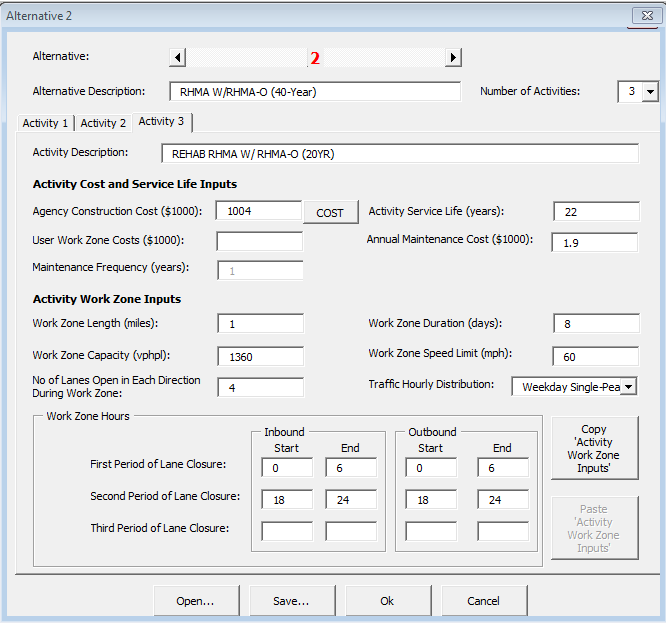 Alternative 2
Alternative:
2
Alternative Description:
RHMA W/RHMA-O (40-Year)
Number of Activities:
3
Activity 1
Activity 2
Activity 3
Activity Description:
REHAB RHMA W/ RHMA-O (20YR)
Activity Cost and Service Life Inputs
Agency Construction Cost ($1000):
1004
COST
Activity Service Life (years):
22
User Work Zone Costs ($1000):
Annual Maintenance Cost ($1000):
1.9
Maintenance Frequency (years):
1
Activity Work Zone Inputs
Work Zone Length (miles):
1
Work Zone Duration (days):
8
Work Zone Capacity (vphpl):
1360
Work Zone Speed Limit (mph):
60
No of Lanes Open in Each Direction
During Work Zone:
4
Traffic Hourly Distribution:
Weekday Single-Pea
Work Zone Hours
Inbound
Outbound
Start
End
Start
End
First Period of Lane Closure:
0
6
0
6
Second Period of Lane Closure:
18
24
18
24
Third Period of Lane Closure:
Copy
'Activity
Work Zone
Inputs'
Paste
'Activity
Work Zone
Inputs'
Open...
Save...
Ok
Cancel